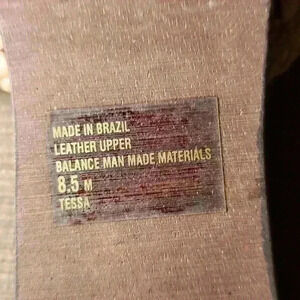 MADE IN BRAZIL
LEATHER UPPER
BALANCE MAN MADE MATERIALS
8.5 M
TESSA